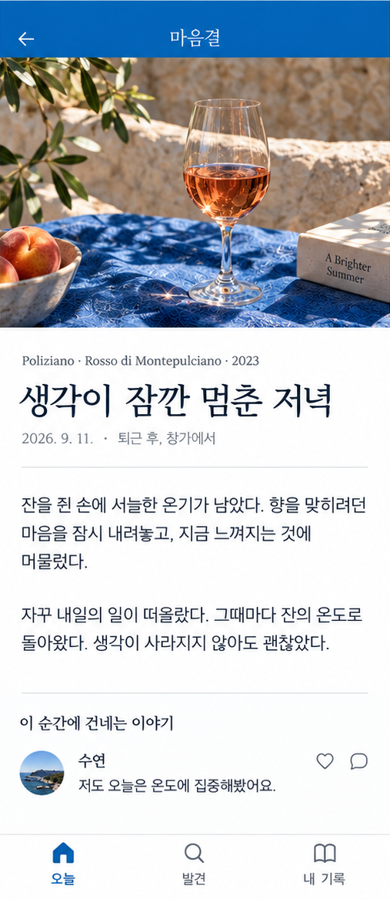 마음결
A Brighter
Summer
Poliziano · Rosso di Montepulciano · 2023
생각이 잠깐 멈춘 저녁
2026. 9. 11. · 퇴근 후, 창가에서
잔을 쥔 손에 서늘한 온기가 남았다. 향을 맞히려던
마음을 잠시 내려놓고, 지금 느껴지는 것에
머물렀다.
자꾸 내일의 일이 떠올랐다. 그때마다 잔의 온도로
돌아왔다. 생각이 사라지지 않아도 괜찮았다.
이 순간에 건네는 이야기
수연
저도 오늘은 온도에 집중해봤어요.
오늘
발견
내 기록